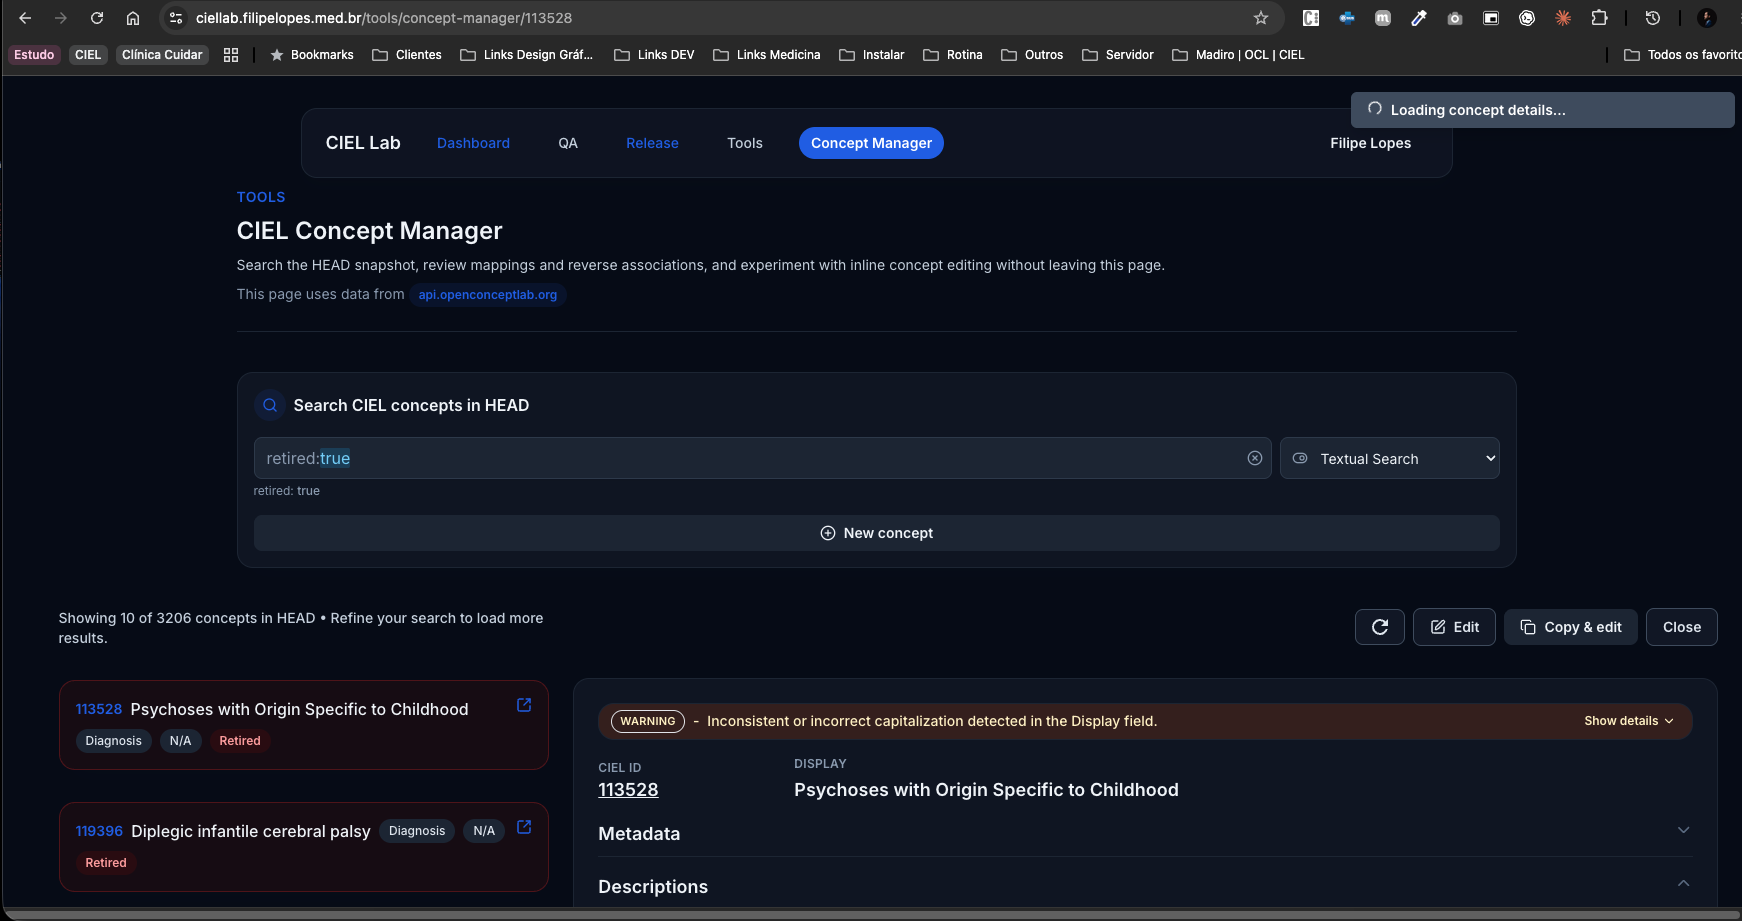 ciellab.filipelopes.med.br/tools/concept-manager/113528
Estudo CIEL Clínica Cuidar Bookmarks Clientes Links Design Gráf... Links DEV Links Medicina Instalar Rotina Outros Servidor Madiro | OCL | CIEL Todos os favorito
Loading concept details...
CIEL Lab Dashboard QA Release Tools Concept Manager Filipe Lopes
TOOLS
CIEL Concept Manager
Search the HEAD snapshot, review mappings and reverse associations, and experiment with inline concept editing without leaving this page.
This page uses data from api.openconceptlab.org
Search CIEL concepts in HEAD
retired:true Textual Search
retired: true
New concept
Showing 10 of 3206 concepts in HEAD • Refine your search to load more
results.
Edit Copy & edit Close
113528 Psychoses with Origin Specific to Childhood
Diagnosis N/A Retired
119396 Diplegic infantile cerebral palsy Diagnosis N/A
Retired
WARNING - Inconsistent or incorrect capitalization detected in the Display field. Show details
CIEL ID DISPLAY
113528 Psychoses with Origin Specific to Childhood
Metadata
Descriptions